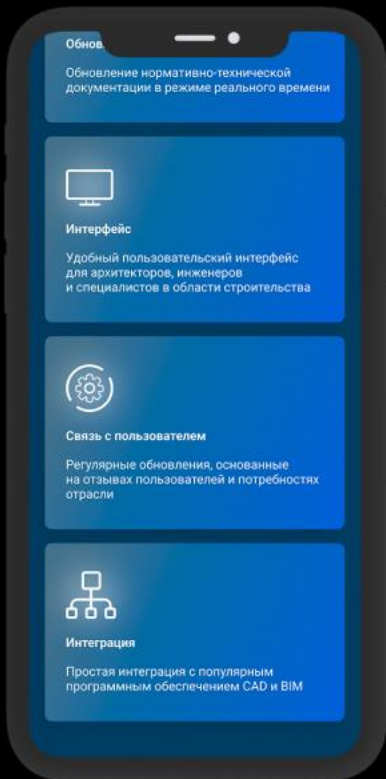 Обновление нормативно-технической
документации в режиме реального времени
Интерфейс
Удобный пользовательский интерфейс
для архитекторов, инженеров
и специалистов в области строительства
Связь с пользователем
Регулярные обновления, основанные
на отзывах пользователей и потребностях
отрасли
Интеграция
Простая интеграция с популярным
программным обеспечением CAD и BIM